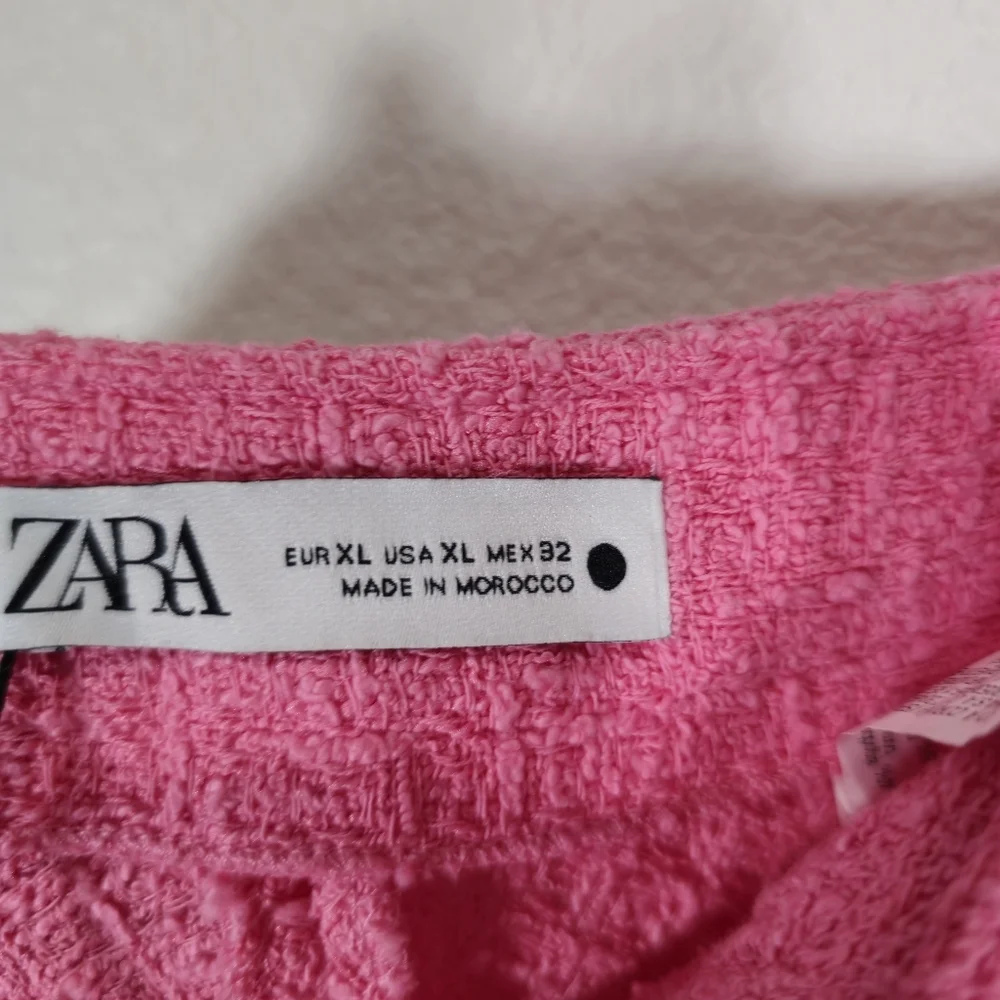 ZARA
EUR XL USA XL MEX 32
MADE IN MOROCCO